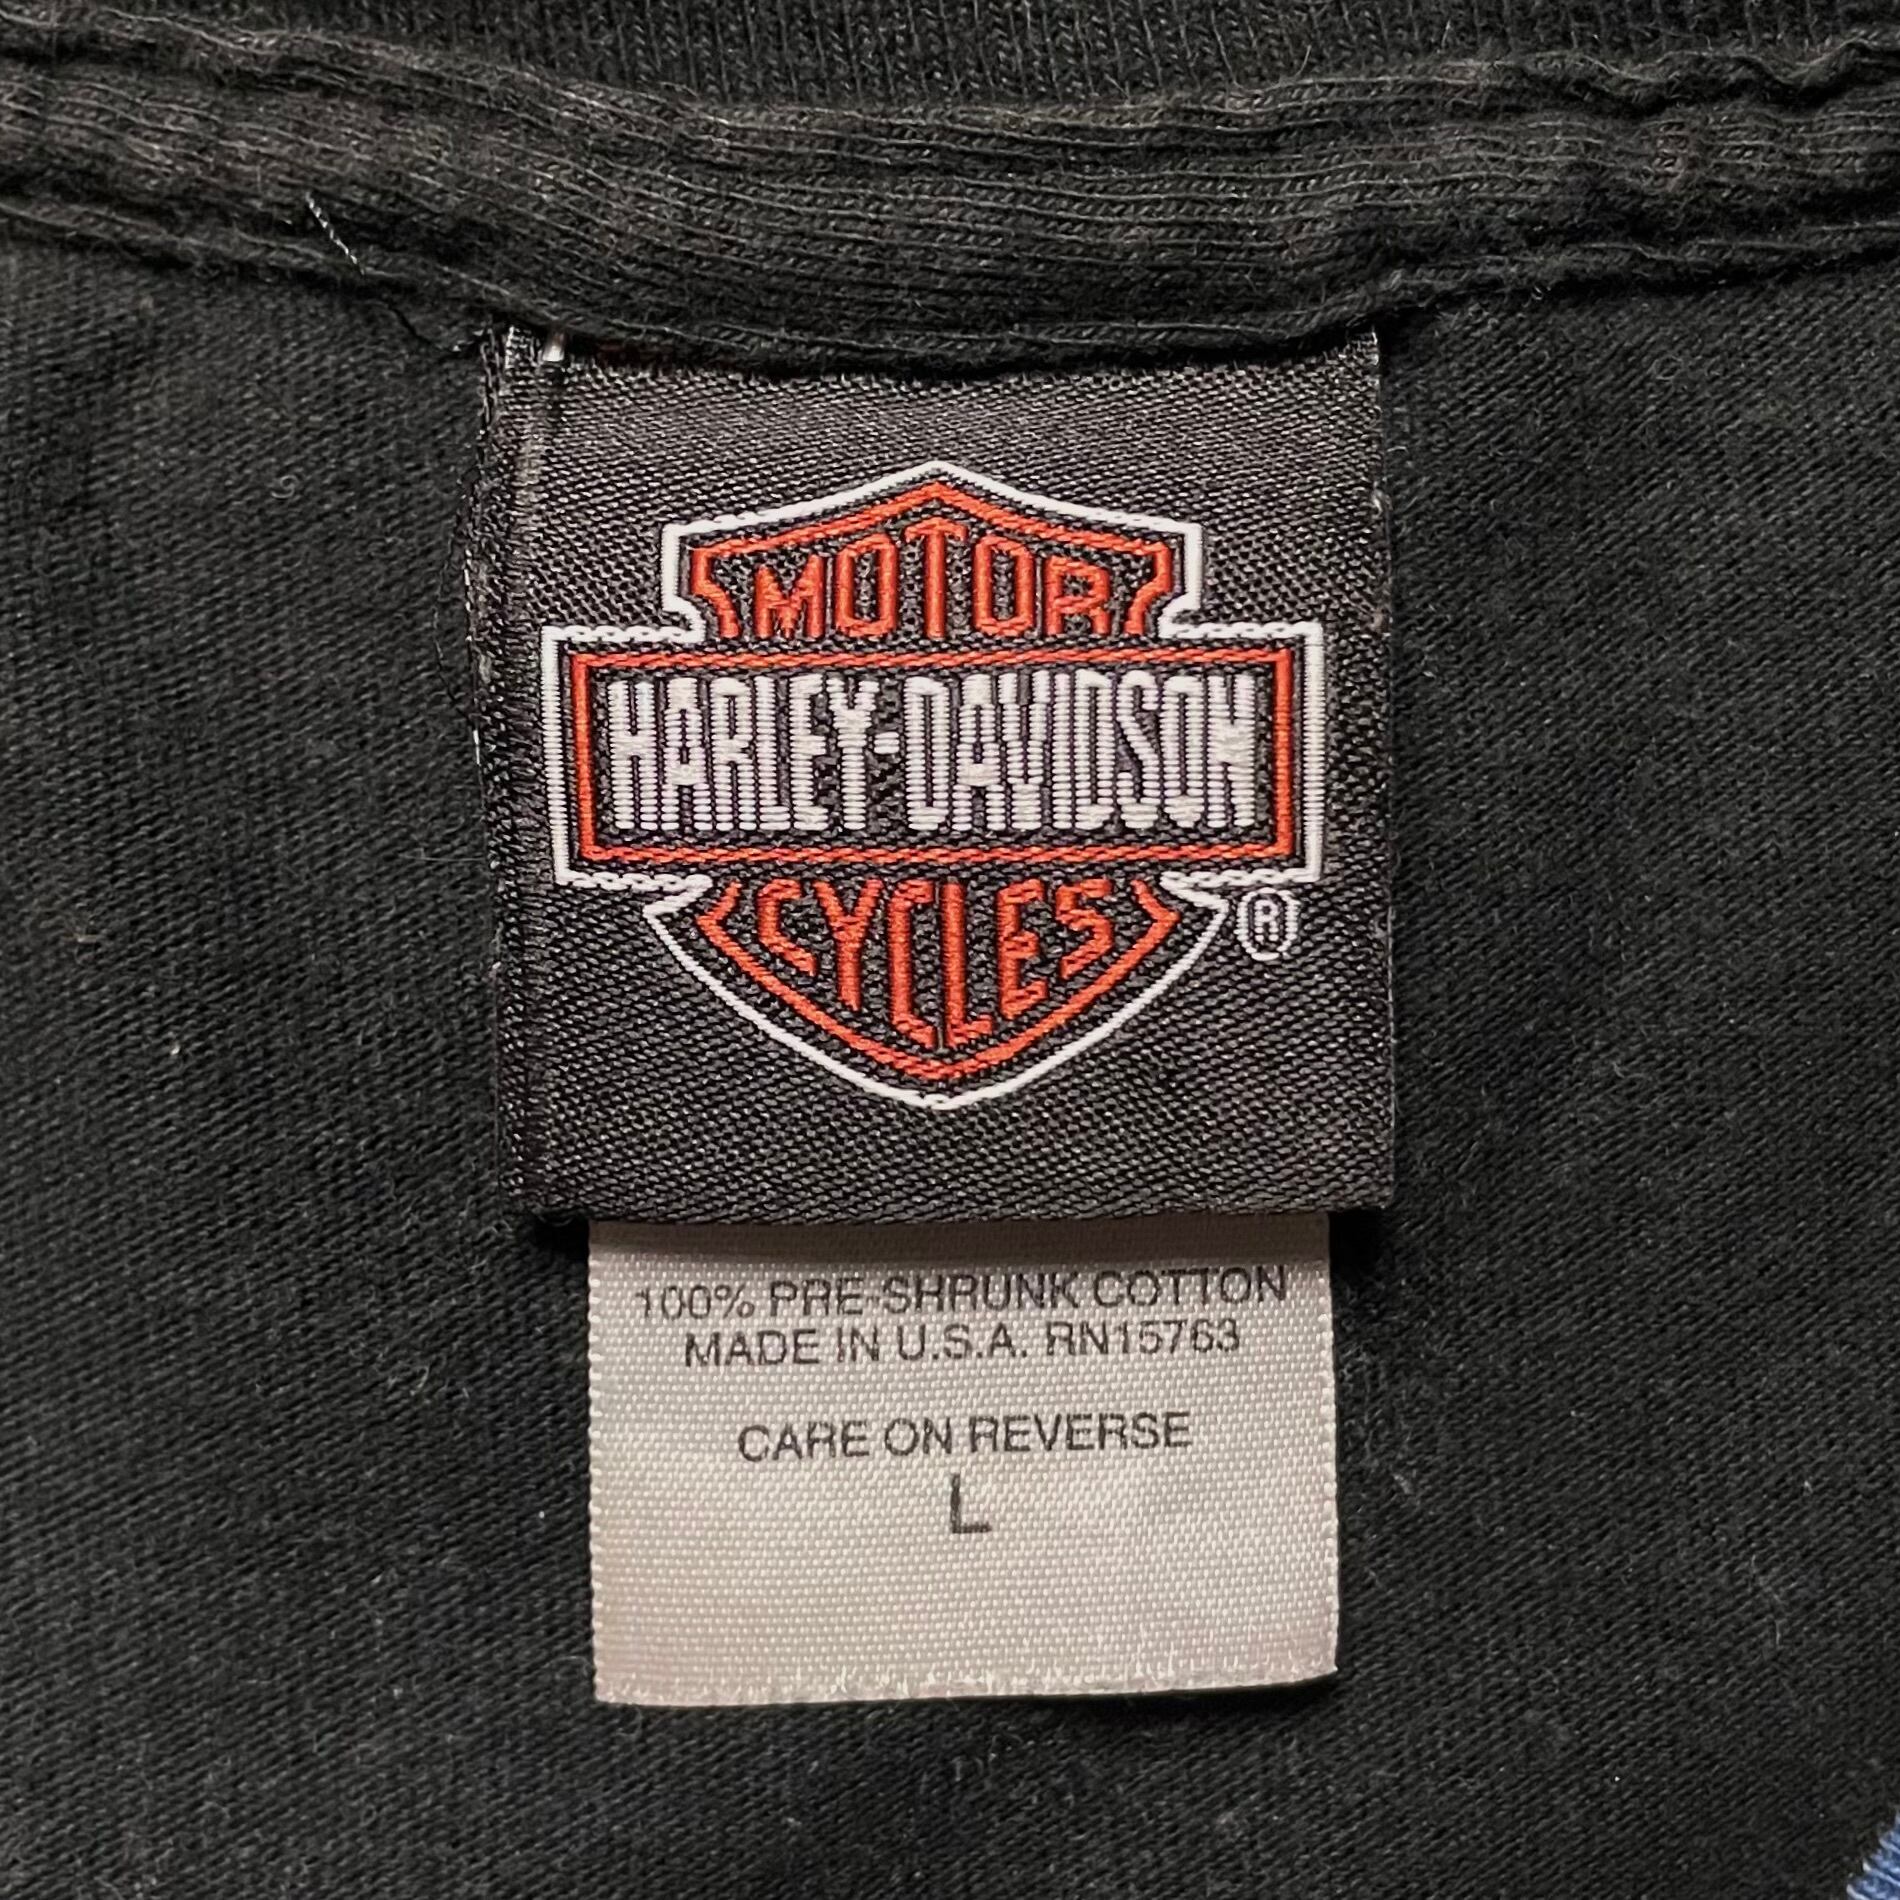 MOTOR
HARLEY-DAVIDSON
CYCLES
®
100% PRE-SHRUNK COTTON
MADE IN U.S.A. RN15763
CARE ON REVERSE
L